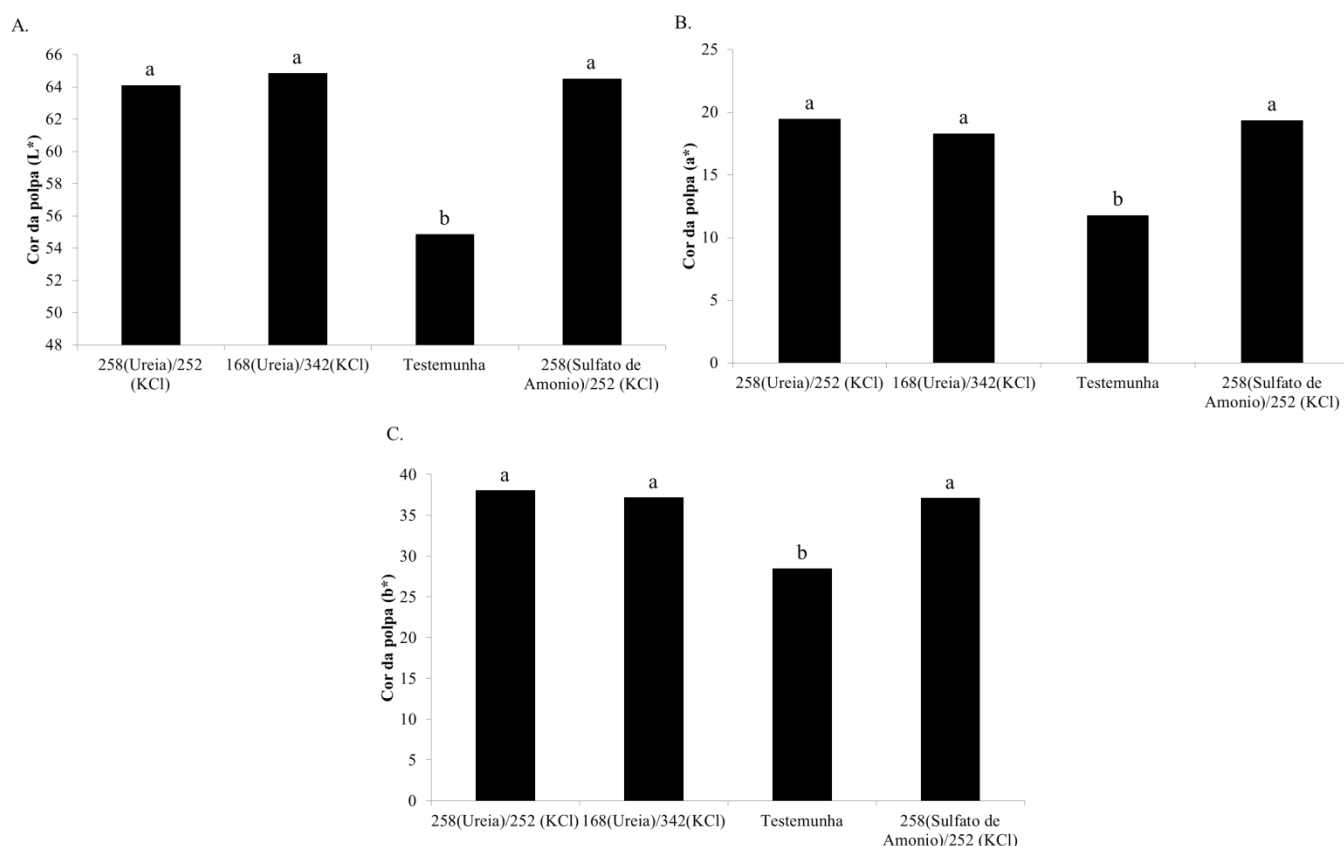 A.
Cor da polpa (L*)
66
64
62
60
58
56
54
52
50
48
a
a
b
a
258(Ureia)/252
(KCl)
168(Ureia)/342(KCl)
Testemunha
258(Sulfato de
Amonio)/252 (KCl)
B.
Cor da polpa (a*)
25
20
15
10
5
0
a
a
b
a
258(Ureia)/252 (KCl)
168(Ureia)/342(KCl)
Testemunha
258(Sulfato de
Amonio)/252 (KCl)
C.
Cor da polpa (b*)
40
35
30
25
20
15
10
5
0
a
a
b
a
258(Ureia)/252 (KCl)
168(Ureia)/342(KCl)
Testemunha
258(Sulfato de
Amonio)/252 (KCl)